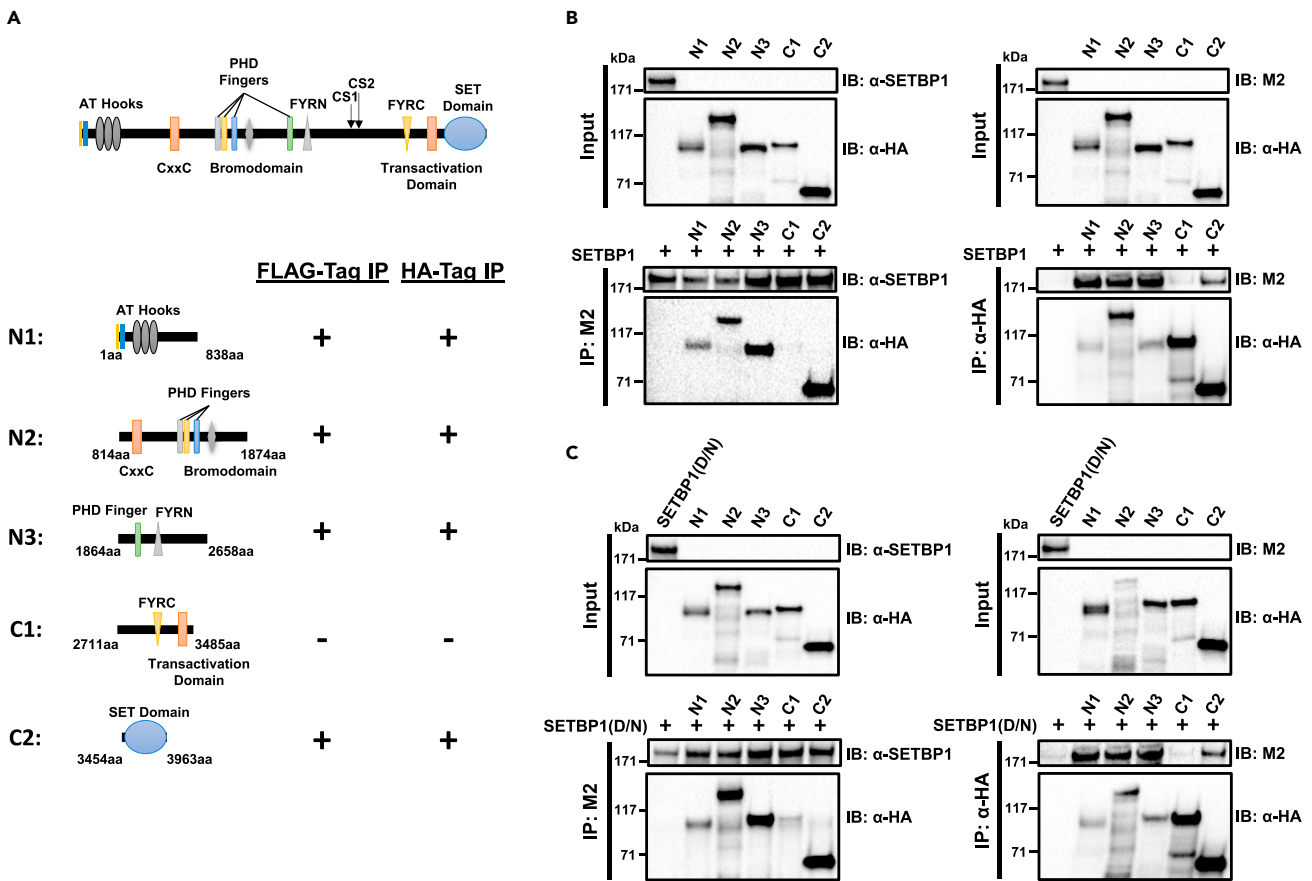 A
PHD
Fingers
AT Hooks
FYRN
CS1
CS2
FYRC
SET
Domain
CxxC
Bromodomain
Transactivation
Domain
FLAG-Tag IP
HA-Tag IP
N1:
AT Hooks
1aa
838aa
+
+
N2:
PHD Fingers
814aa
1874aa
CxxC
Bromodomain
+
+
N3:
PHD Finger
FYRN
1864aa
2658aa
+
+
C1:
FYRC
2711aa
3485aa
Transactivation
Domain
-
-
C2:
SET Domain
3454aa
3963aa
+
+
B
kDa
N1 N2 N3 C1 C2
171
IB: α-SETBP1
117
71
IB: α-HA
Input
N1 N2 N3 C1 C2
SETBP1 + + + + + +
171
IB: α-SETBP1
117
71
IB: α-HA
IP: M2
kDa
N1 N2 N3 C1 C2
171
IB: M2
117
71
IB: α-HA
Input
N1 N2 N3 C1 C2
SETBP1 + + + + + +
171
IB: M2
117
71
IB: α-HA
IP: α-HA
C
kDa
SETBP1(D/N) N1 N2 N3 C1 C2
171
IB: α-SETBP1
117
71
IB: α-HA
Input
N1 N2 N3 C1 C2
SETBP1(D/N) + + + + + +
171
IB: α-SETBP1
117
71
IB: α-HA
IP: M2
kDa
SETBP1(D/N) N1 N2 N3 C1 C2
171
IB: M2
117
71
IB: α-HA
Input
N1 N2 N3 C1 C2
SETBP1(D/N) + + + + + +
171
IB: M2
117
71
IB: α-HA
IP: α-HA